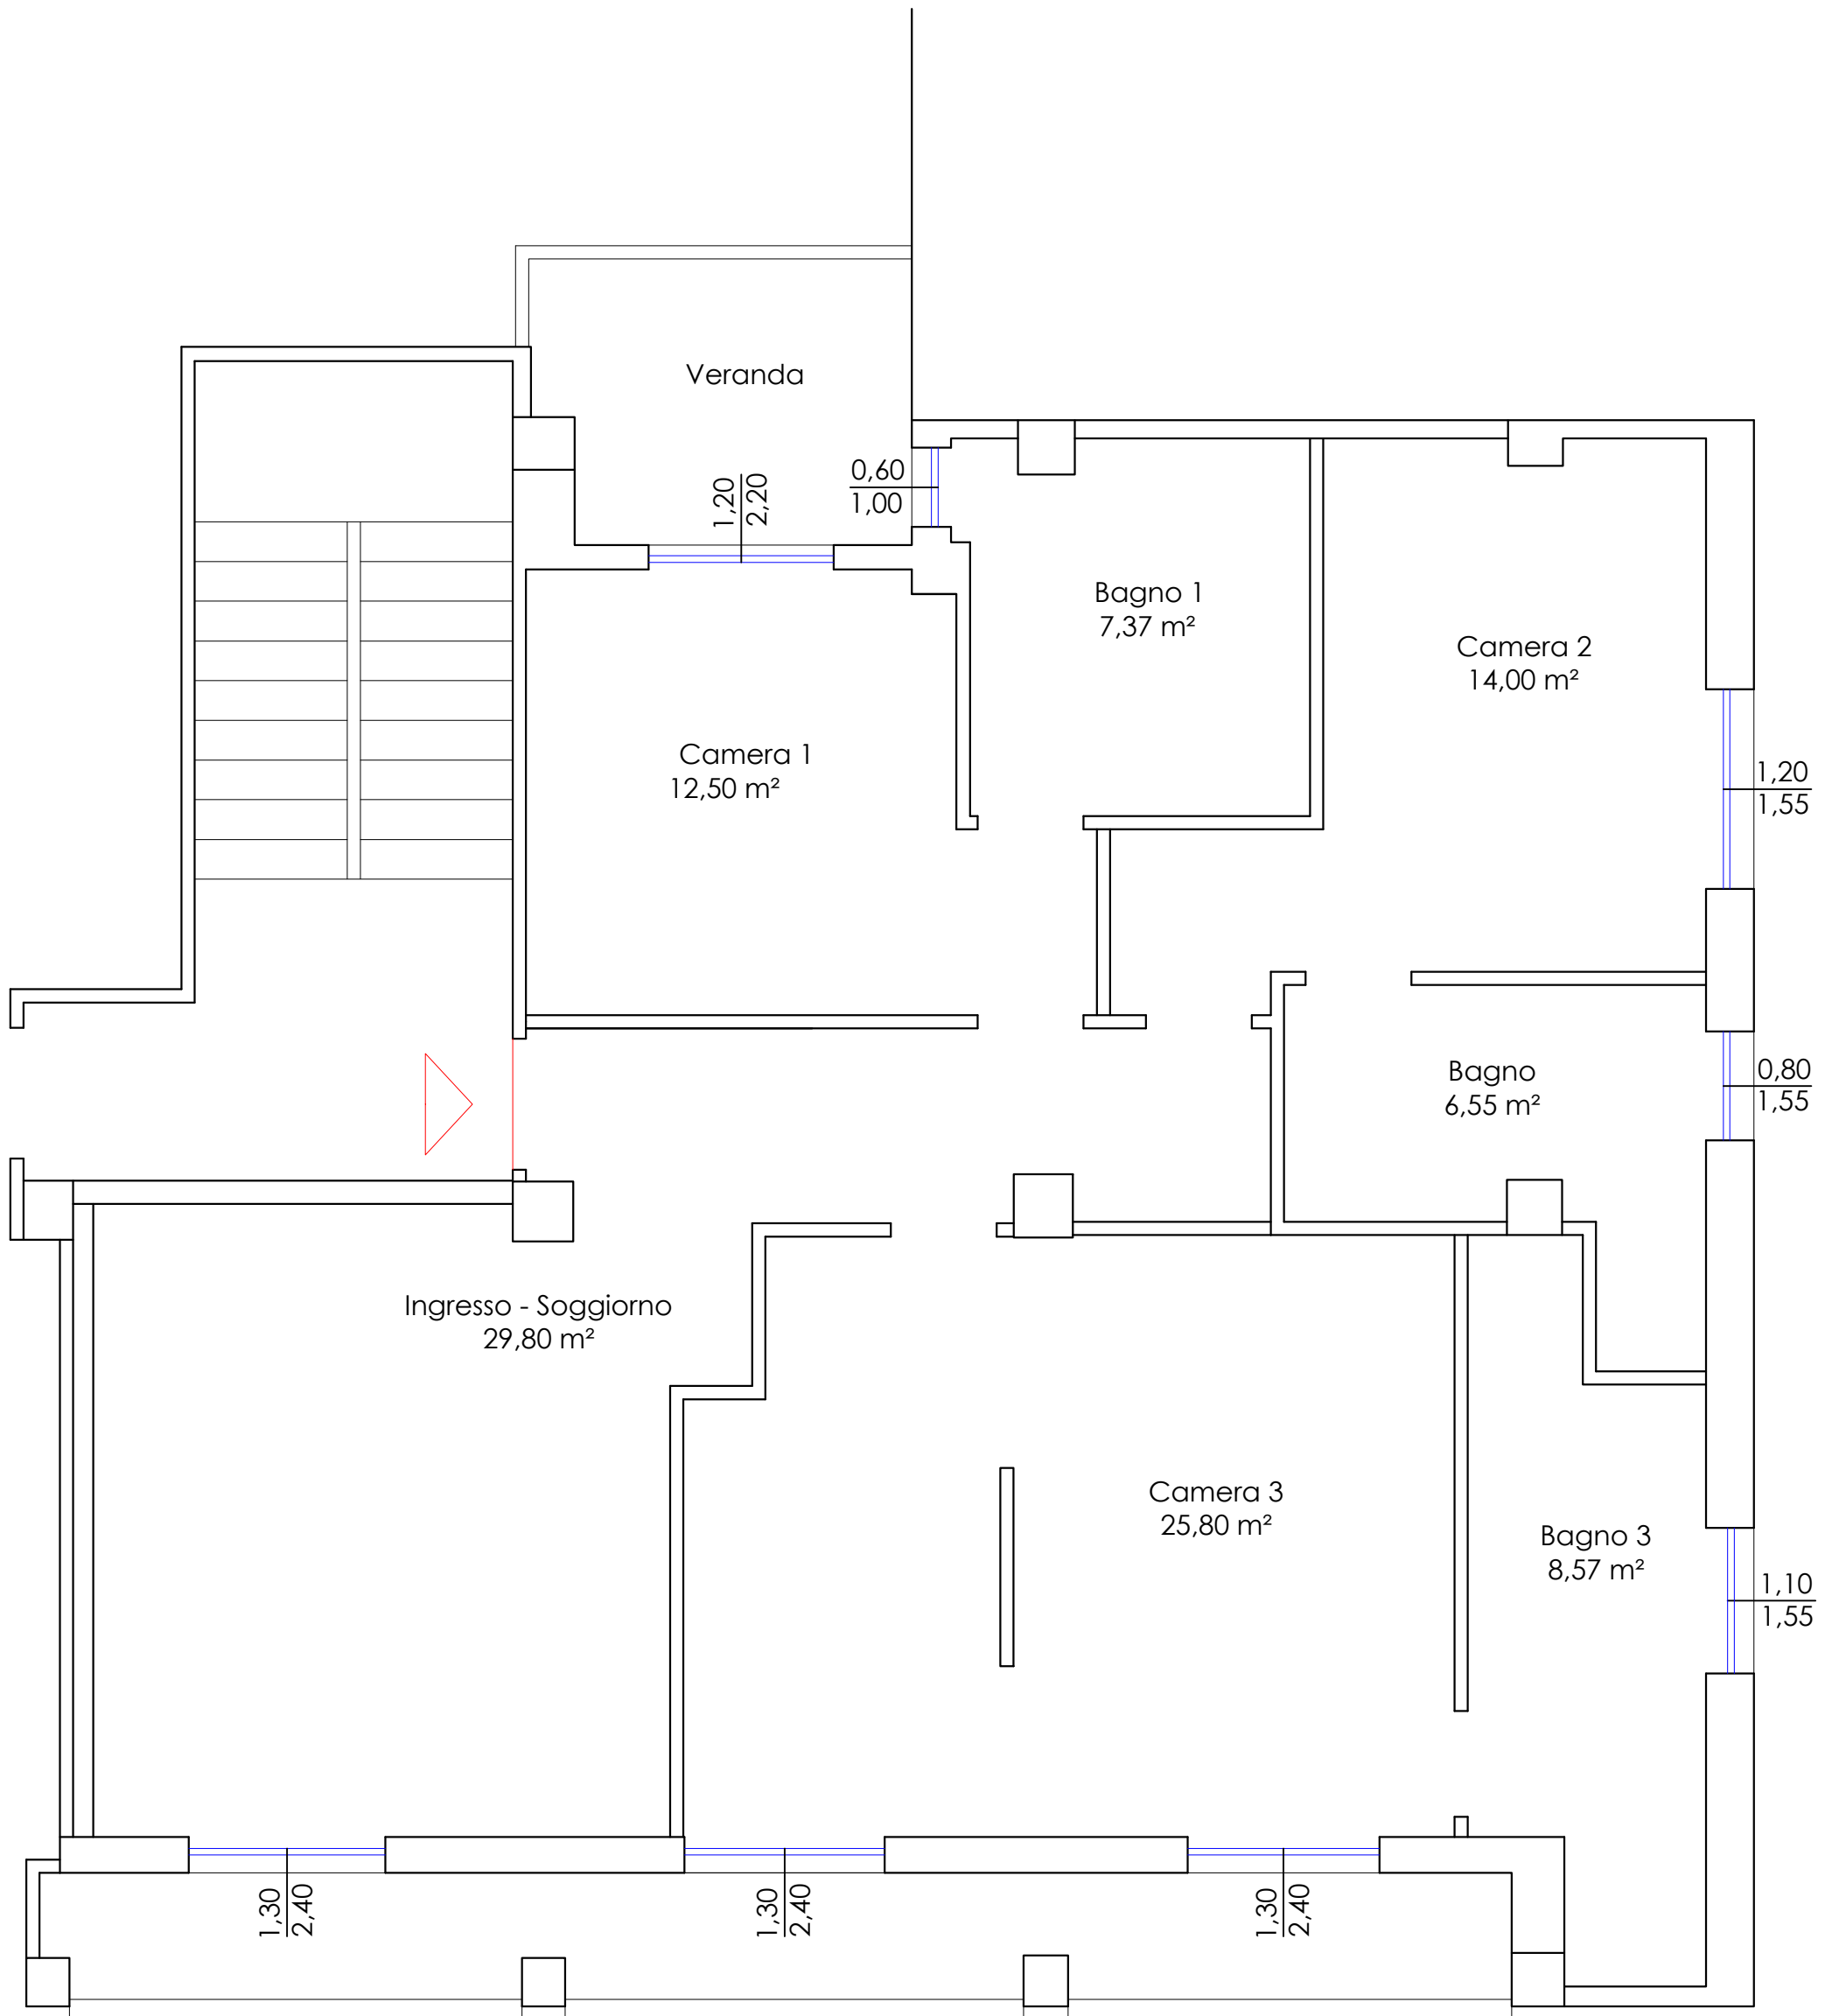 Veranda
0,60
1,00
1,20
2,20
Bagno 1
7,37 m²
Camera 2
14,00 m²
Camera 1
12,50 m²
1,20
1,55
Bagno
6,55 m²
0,80
1,55
Ingresso - Soggiorno
29,80 m²
Camera 3
25,80 m²
Bagno 3
8,57 m²
1,10
1,55
1,30
2,40
1,30
2,40
1,30
2,40